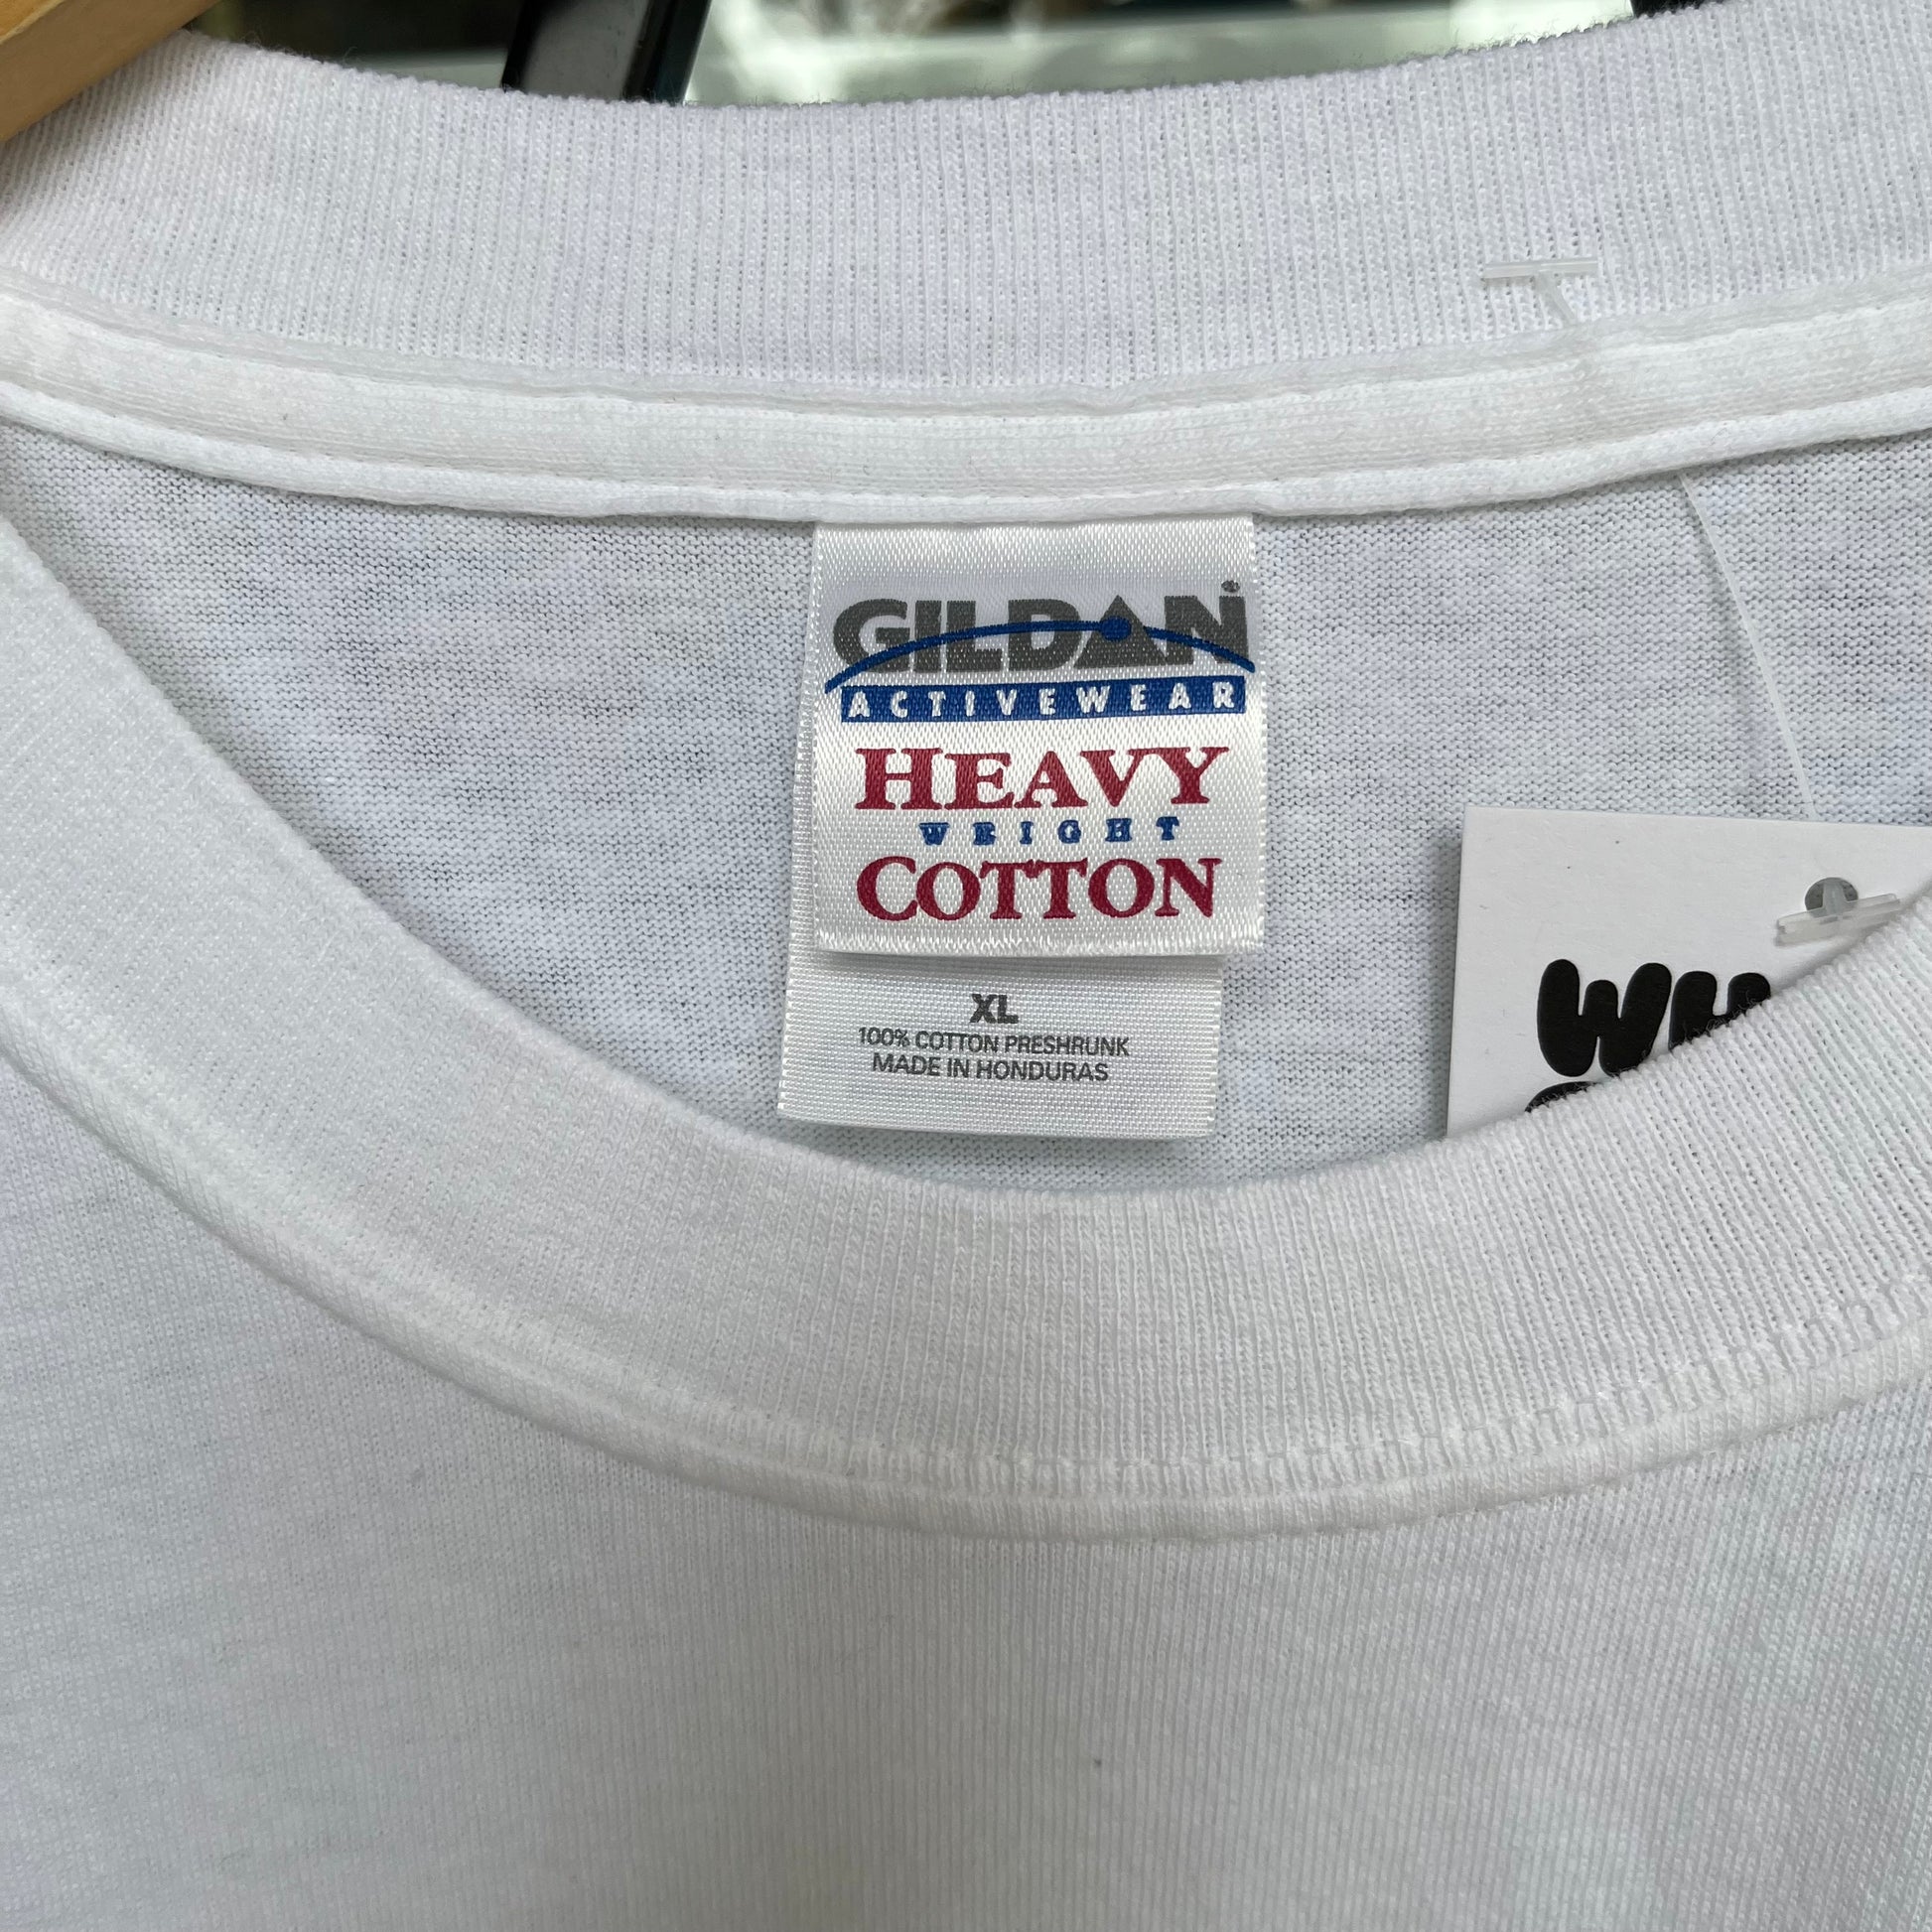 GILDAN®
ACTIVEWEAR
HEAVY
WEIGHT
COTTON
XL
100% COTTON PRESHRUNK
MADE IN HONDURAS